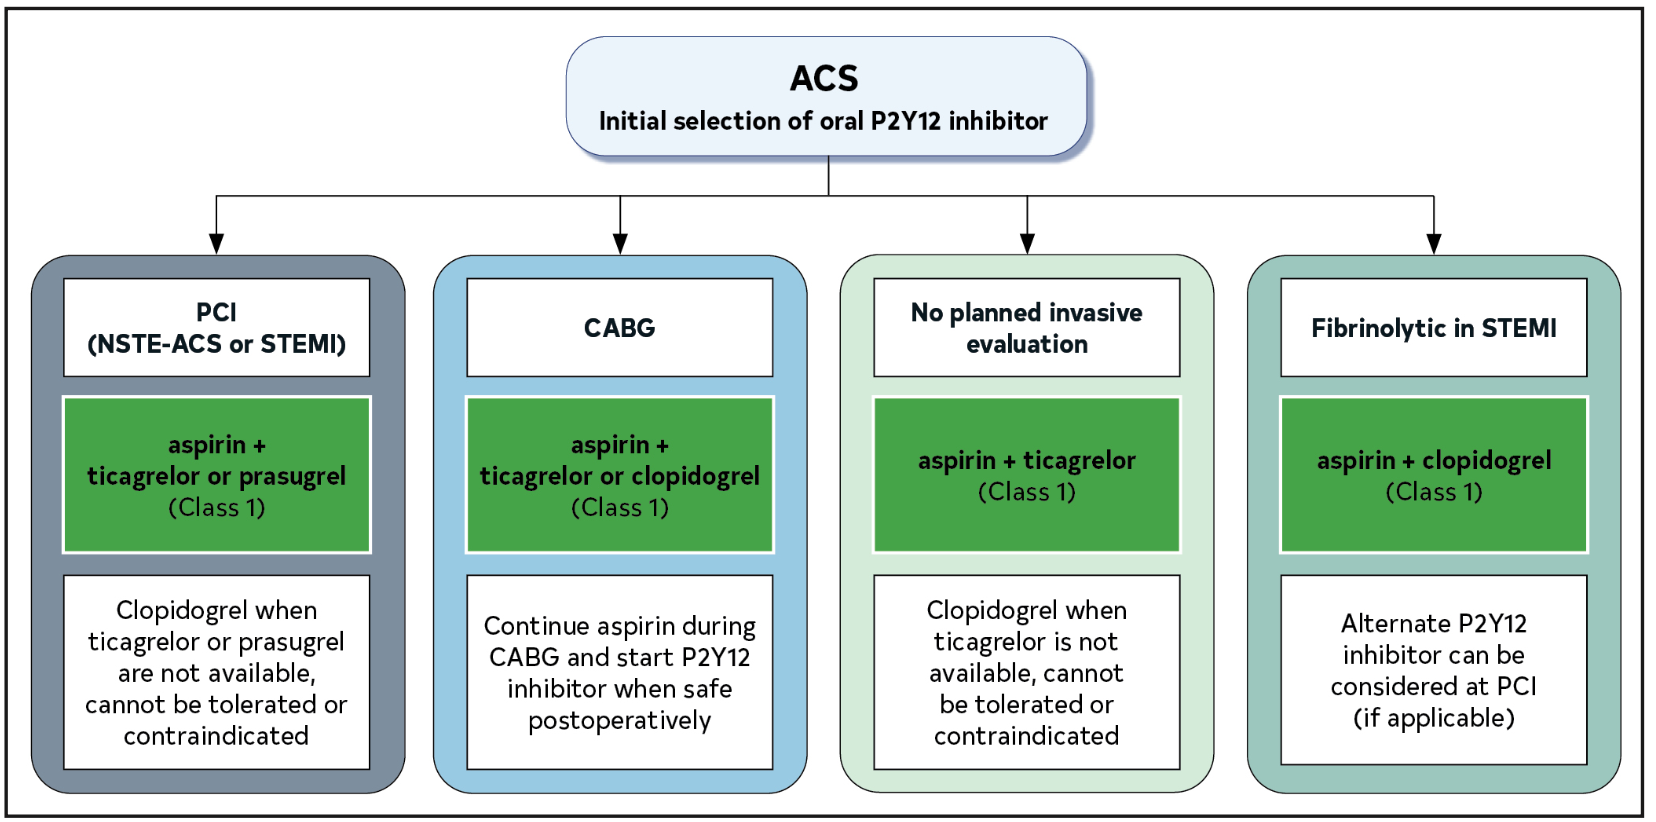 ACS
Initial selection of oral P2Y12 inhibitor
PCI
(NSTE-ACS or STEMI)
aspirin +
ticagrelor or prasugrel
(Class 1)
Clopidogrel when
ticagrelor or prasugrel
are not available,
cannot be tolerated or
contraindicated
CABG
aspirin +
ticagrelor or clopidogrel
(Class 1)
Continue aspirin during
CABG and start P2Y12
inhibitor when safe
postoperatively
No planned invasive
evaluation
aspirin + ticagrelor
(Class 1)
Clopidogrel when
ticagrelor is not
available, cannot
be tolerated or
contraindicated
Fibrinolytic in STEMI
aspirin + clopidogrel
(Class 1)
Alternate P2Y12
inhibitor can be
considered at PCI
(if applicable)